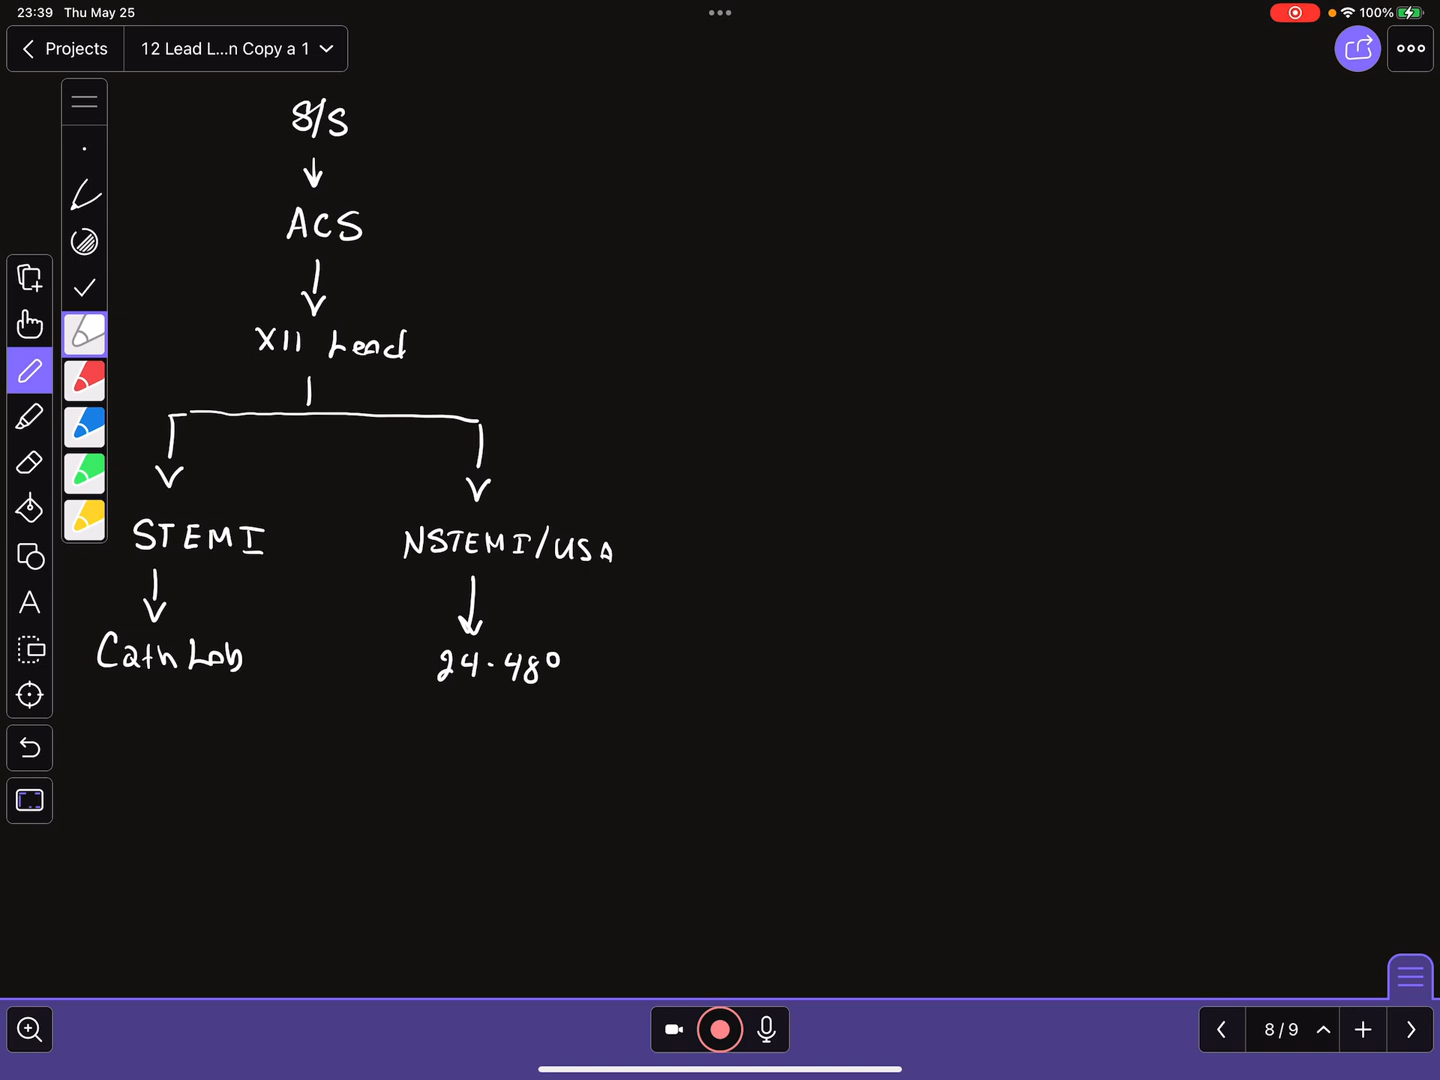 23:39 Thu May 25
100%
Projects
12 Lead L...n Copy a 1
S/S
ACS
XII Lead
STEMI
NSTEMI/USA
Cath Lab
24-48°
A
8/9